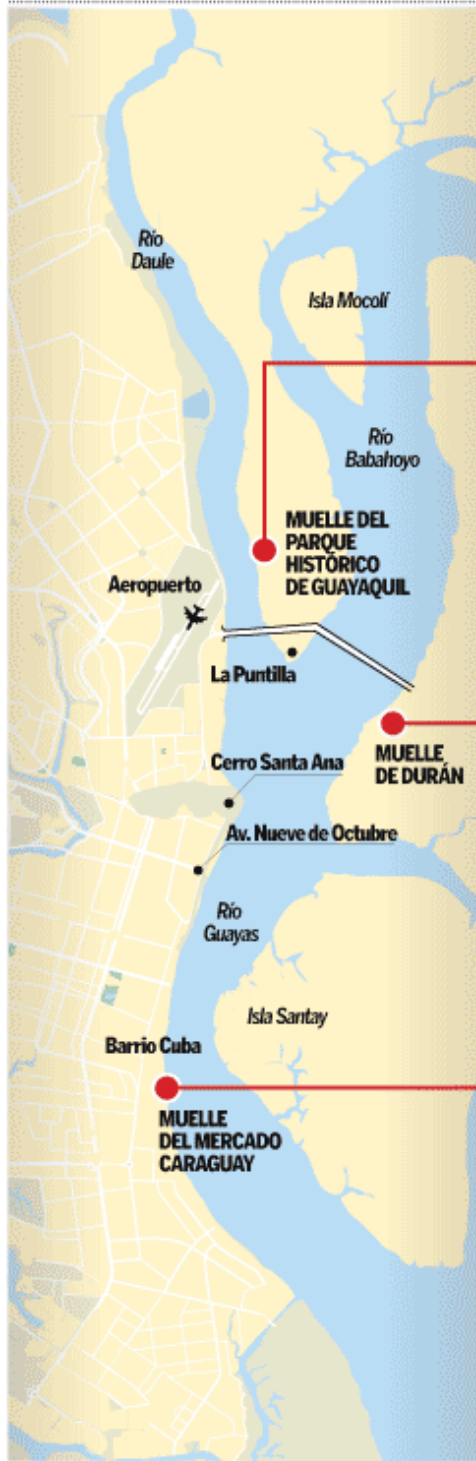 Río
Daule
Isla Mocolí
Río
Babahoyo
MUELLE DEL
PARQUE
HISTÓRICO
DE GUAYAQUIL
Aeropuerto
La Puntilla
MUELLE
DE DURÁN
Cerro Santa Ana
Av. Nueve de Octubre
Río
Guayas
Isla Santay
Barrio Cuba
MUELLE
DEL MERCADO
CARAGUAY